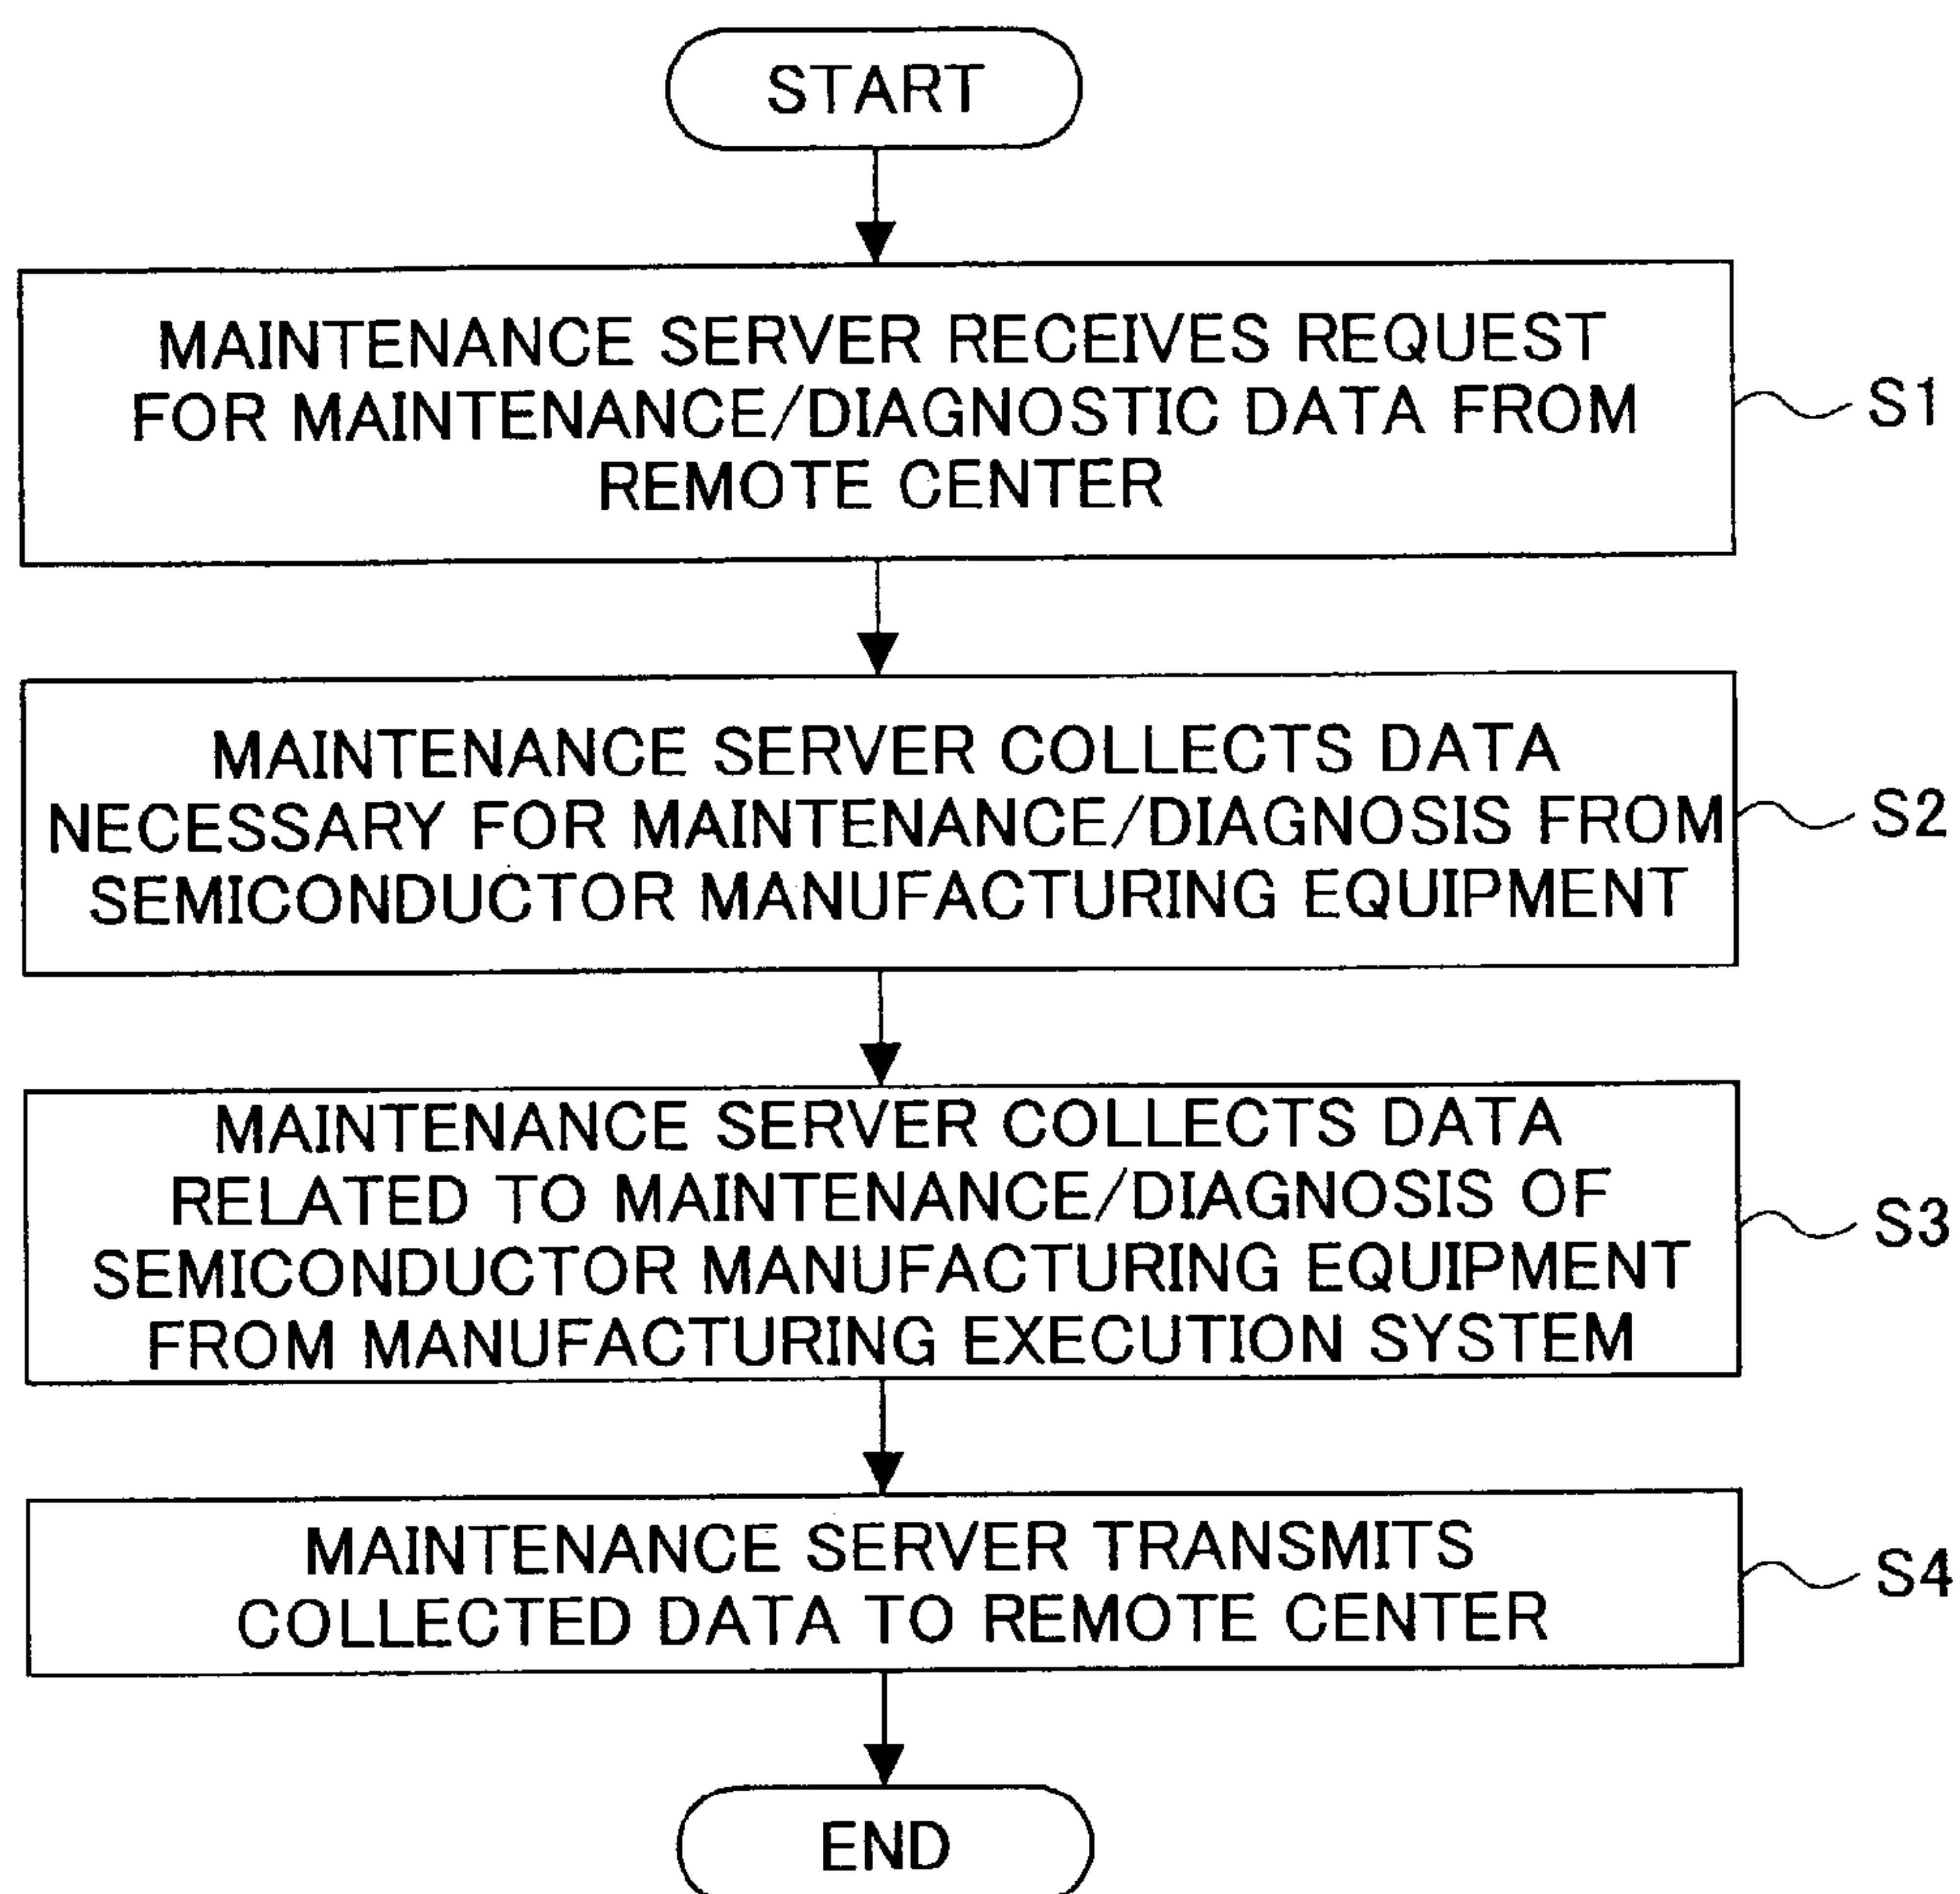 START
MAINTENANCE SERVER RECEIVES REQUEST
FOR MAINTENANCE/DIAGNOSTIC DATA FROM
REMOTE CENTER
S1
MAINTENANCE SERVER COLLECTS DATA
NECESSARY FOR MAINTENANCE/DIAGNOSIS FROM
SEMICONDUCTOR MANUFACTURING EQUIPMENT
S2
MAINTENANCE SERVER COLLECTS DATA
RELATED TO MAINTENANCE/DIAGNOSIS OF
SEMICONDUCTOR MANUFACTURING EQUIPMENT
FROM MANUFACTURING EXECUTION SYSTEM
S3
MAINTENANCE SERVER TRANSMITS
COLLECTED DATA TO REMOTE CENTER
S4
END